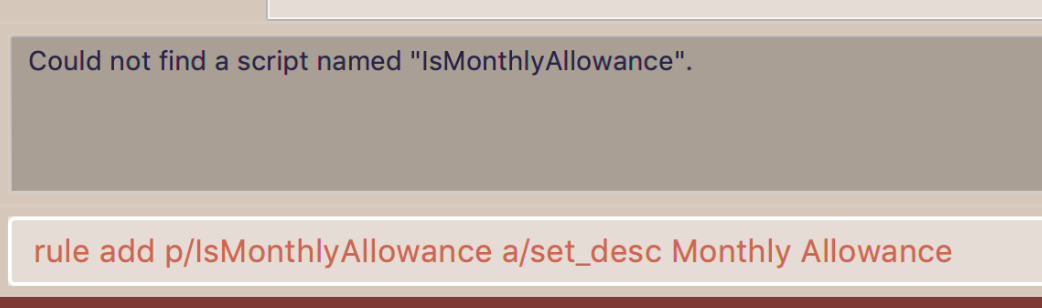 Could not find a script named "IsMonthlyAllowance".
rule add p/IsMonthlyAllowance a/set_desc Monthly Allowance